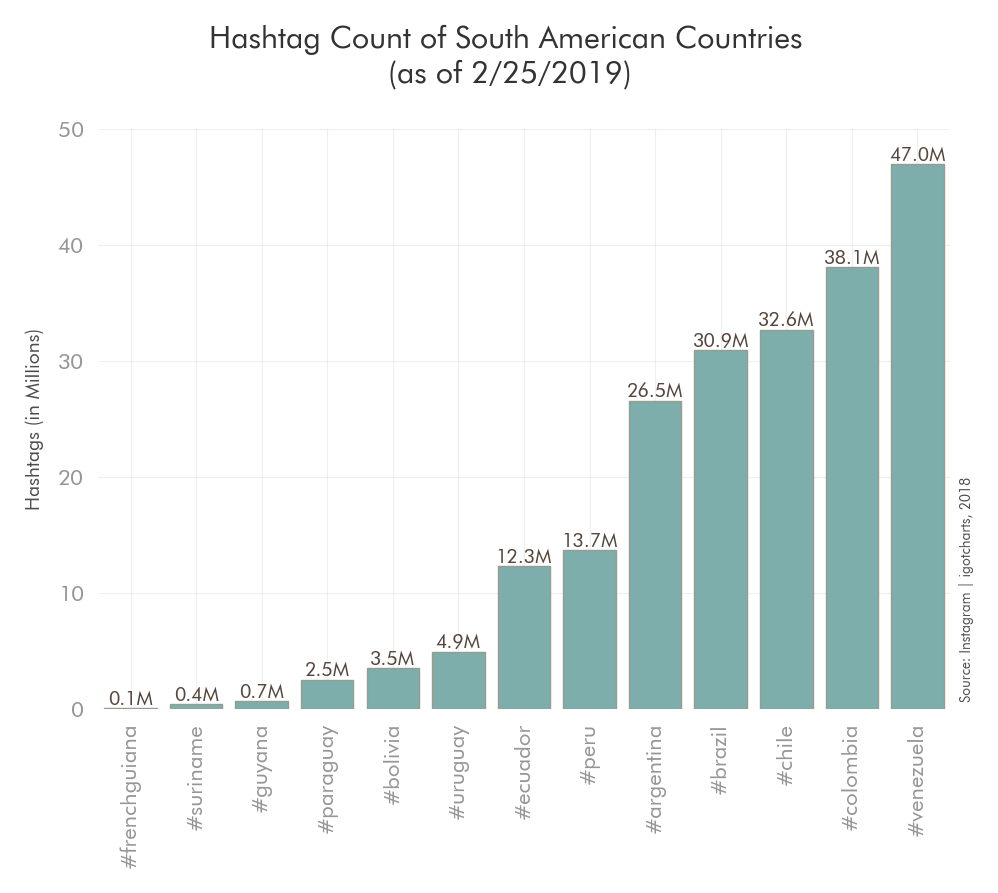 Hashtag Count of South American Countries
(as of 2/25/2019)
Hashtags (in Millions)
50
40
30
20
10
0
0.1M
0.4M
0.7M
2.5M
3.5M
4.9M
12.3M
13.7M
26.5M
30.9M
32.6M
38.1M
47.0M
#frenchguiana
#suriname
#guyana
#paraguay
#bolivia
#uruguay
#ecuador
#peru
#argentina
#brazil
#chile
#colombia
#venezuela
Source: Instagram | igotcharts, 2018